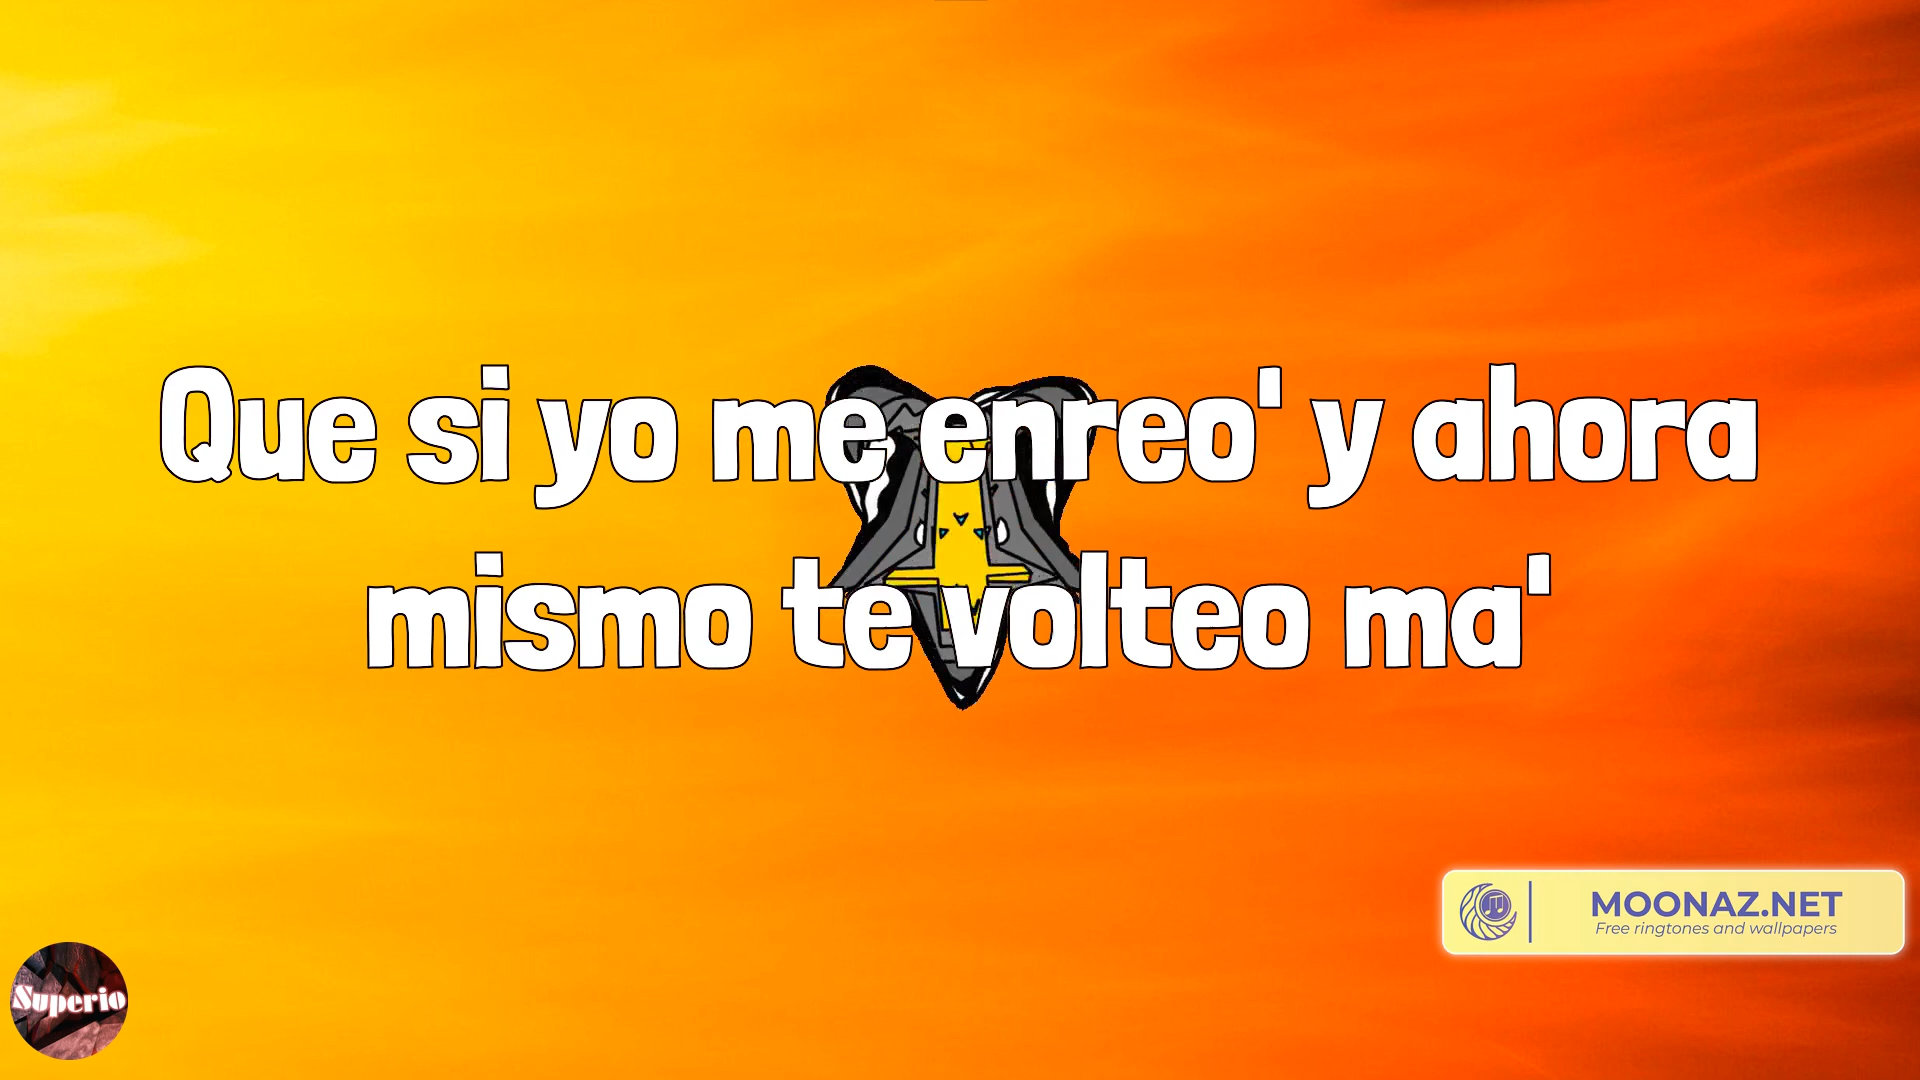 Que si yo me enreo' y ahora
mismo te volteo ma'
MOONAZ.NET
Free ringtones and wallpapers
Superio